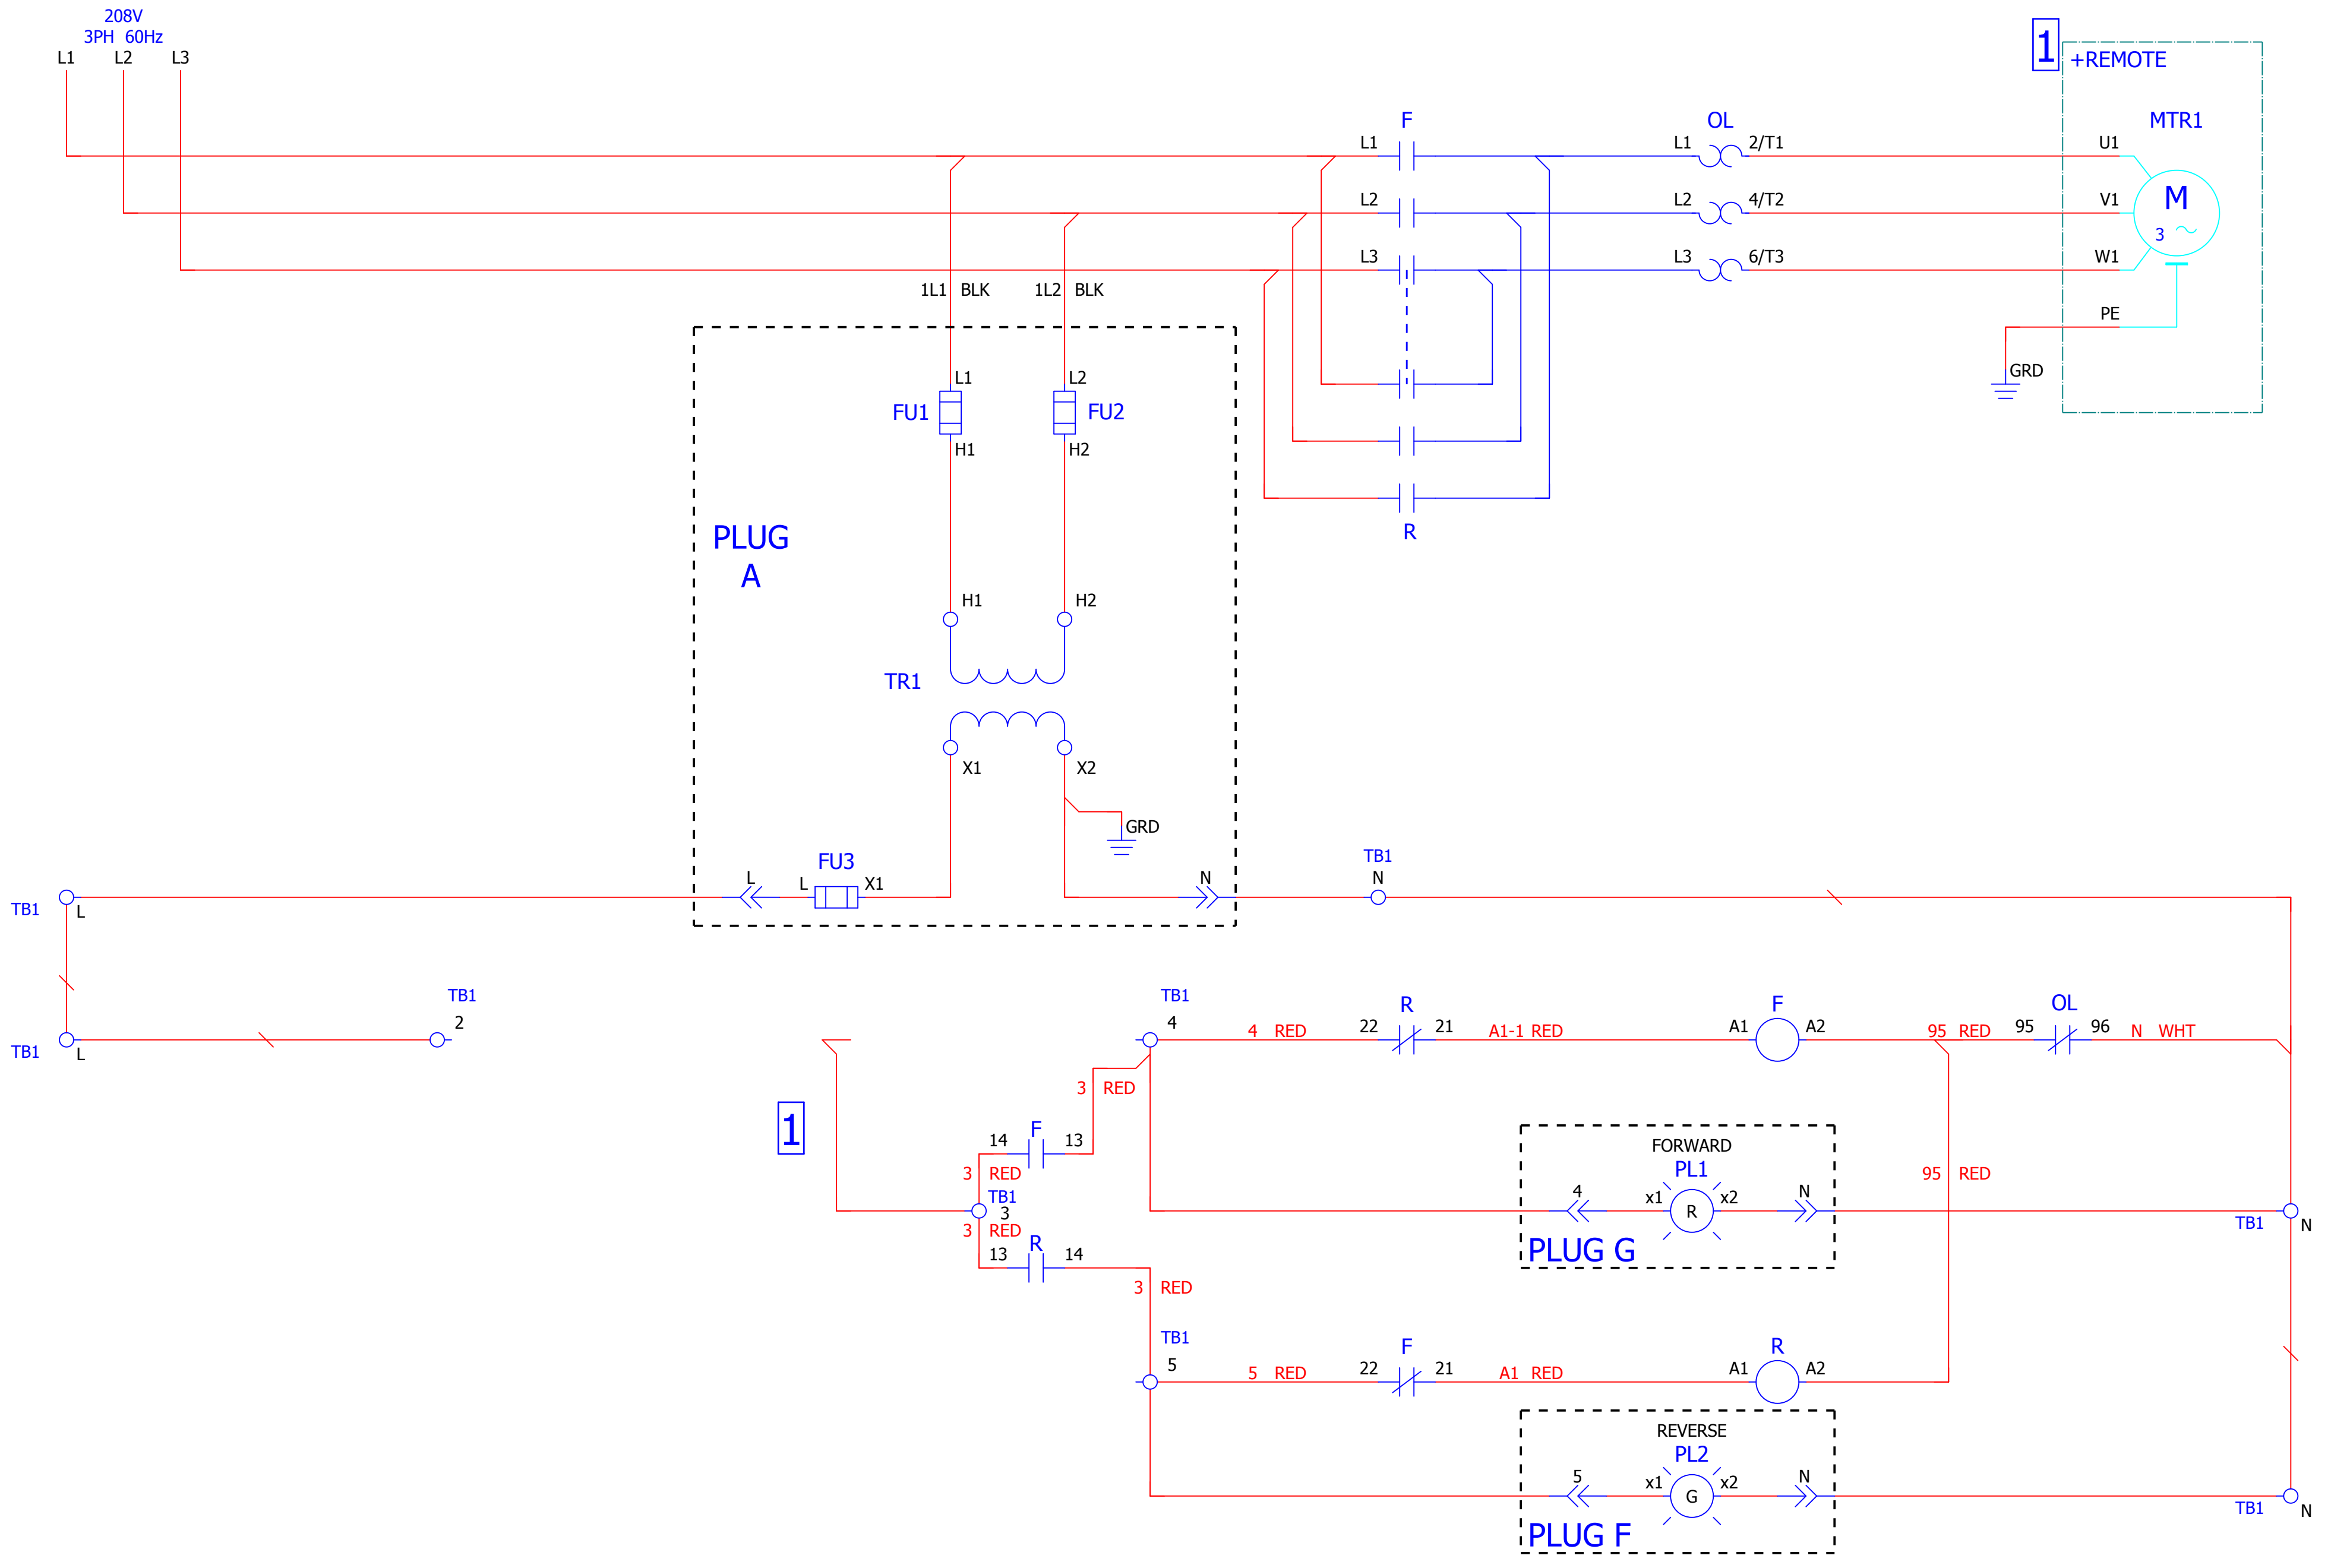 208V
3PH 60Hz
L1 L2 L3
1 +REMOTE
F OL MTR1
L1 L1 2/T1 U1
M
3
L2 L2 4/T2 V1
L3 L3 6/T3 W1
1L1 BLK 1L2 BLK
PE
GRD
L1 L2
FU1 FU2
H1 H2
R
PLUG
A
H1 H2
TR1
X1 X2
GRD
FU3
L L X1 N
TB1
N
TB1 L
TB1
2
TB1 L
TB1
4
4 RED
R
22 21
A1-1 RED
F
A1 A2
95 RED
OL
95 96
N WHT
3 RED
1
F
14 13
3 RED
TB1
3
3 RED
R
13 14
3 RED
FORWARD
PL1
4 x1 R x2 N
PLUG G
95 RED
TB1 N
TB1
5
5 RED
F
22 21
A1 RED
R
A1 A2
REVERSE
PL2
5 x1 G x2 N
PLUG F
TB1 N